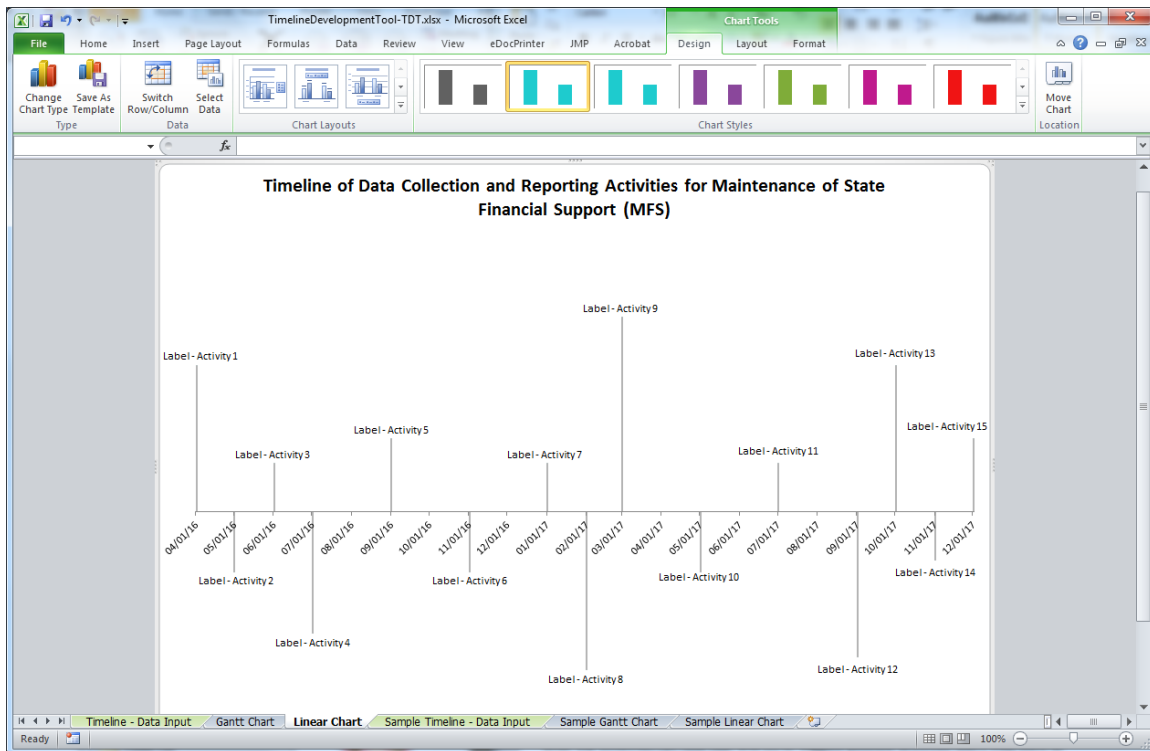 TimelineDevelopmentTool-TDT.xlsx - Microsoft Excel
Chart Tools
File Home Insert Page Layout Formulas Data Review View eDocPrinter JMP Acrobat Design Layout Format
Change Chart Type
Save As Template
Switch Row/Column
Select Data
Move Chart
Type Data Chart Layouts Chart Styles Location
fx
Timeline of Data Collection and Reporting Activities for Maintenance of State
Financial Support (MFS)
Label - Activity 9
Label - Activity 1
Label - Activity 13
Label - Activity 5
Label - Activity 15
Label - Activity 3
Label - Activity 7
Label - Activity 11
04/01/16 05/01/16 06/01/16 07/01/16 08/01/16 09/01/16 10/01/16 11/01/16 12/01/16 01/01/17 02/01/17 03/01/17 04/01/17 05/01/17 06/01/17 07/01/17 08/01/17 09/01/17 10/01/17 11/01/17 12/01/17
Label - Activity 2
Label - Activity 6
Label - Activity 10
Label - Activity 14
Label - Activity 4
Label - Activity 8
Label - Activity 12
Timeline - Data Input Gantt Chart Linear Chart Sample Timeline - Data Input Sample Gantt Chart Sample Linear Chart
Ready 100%